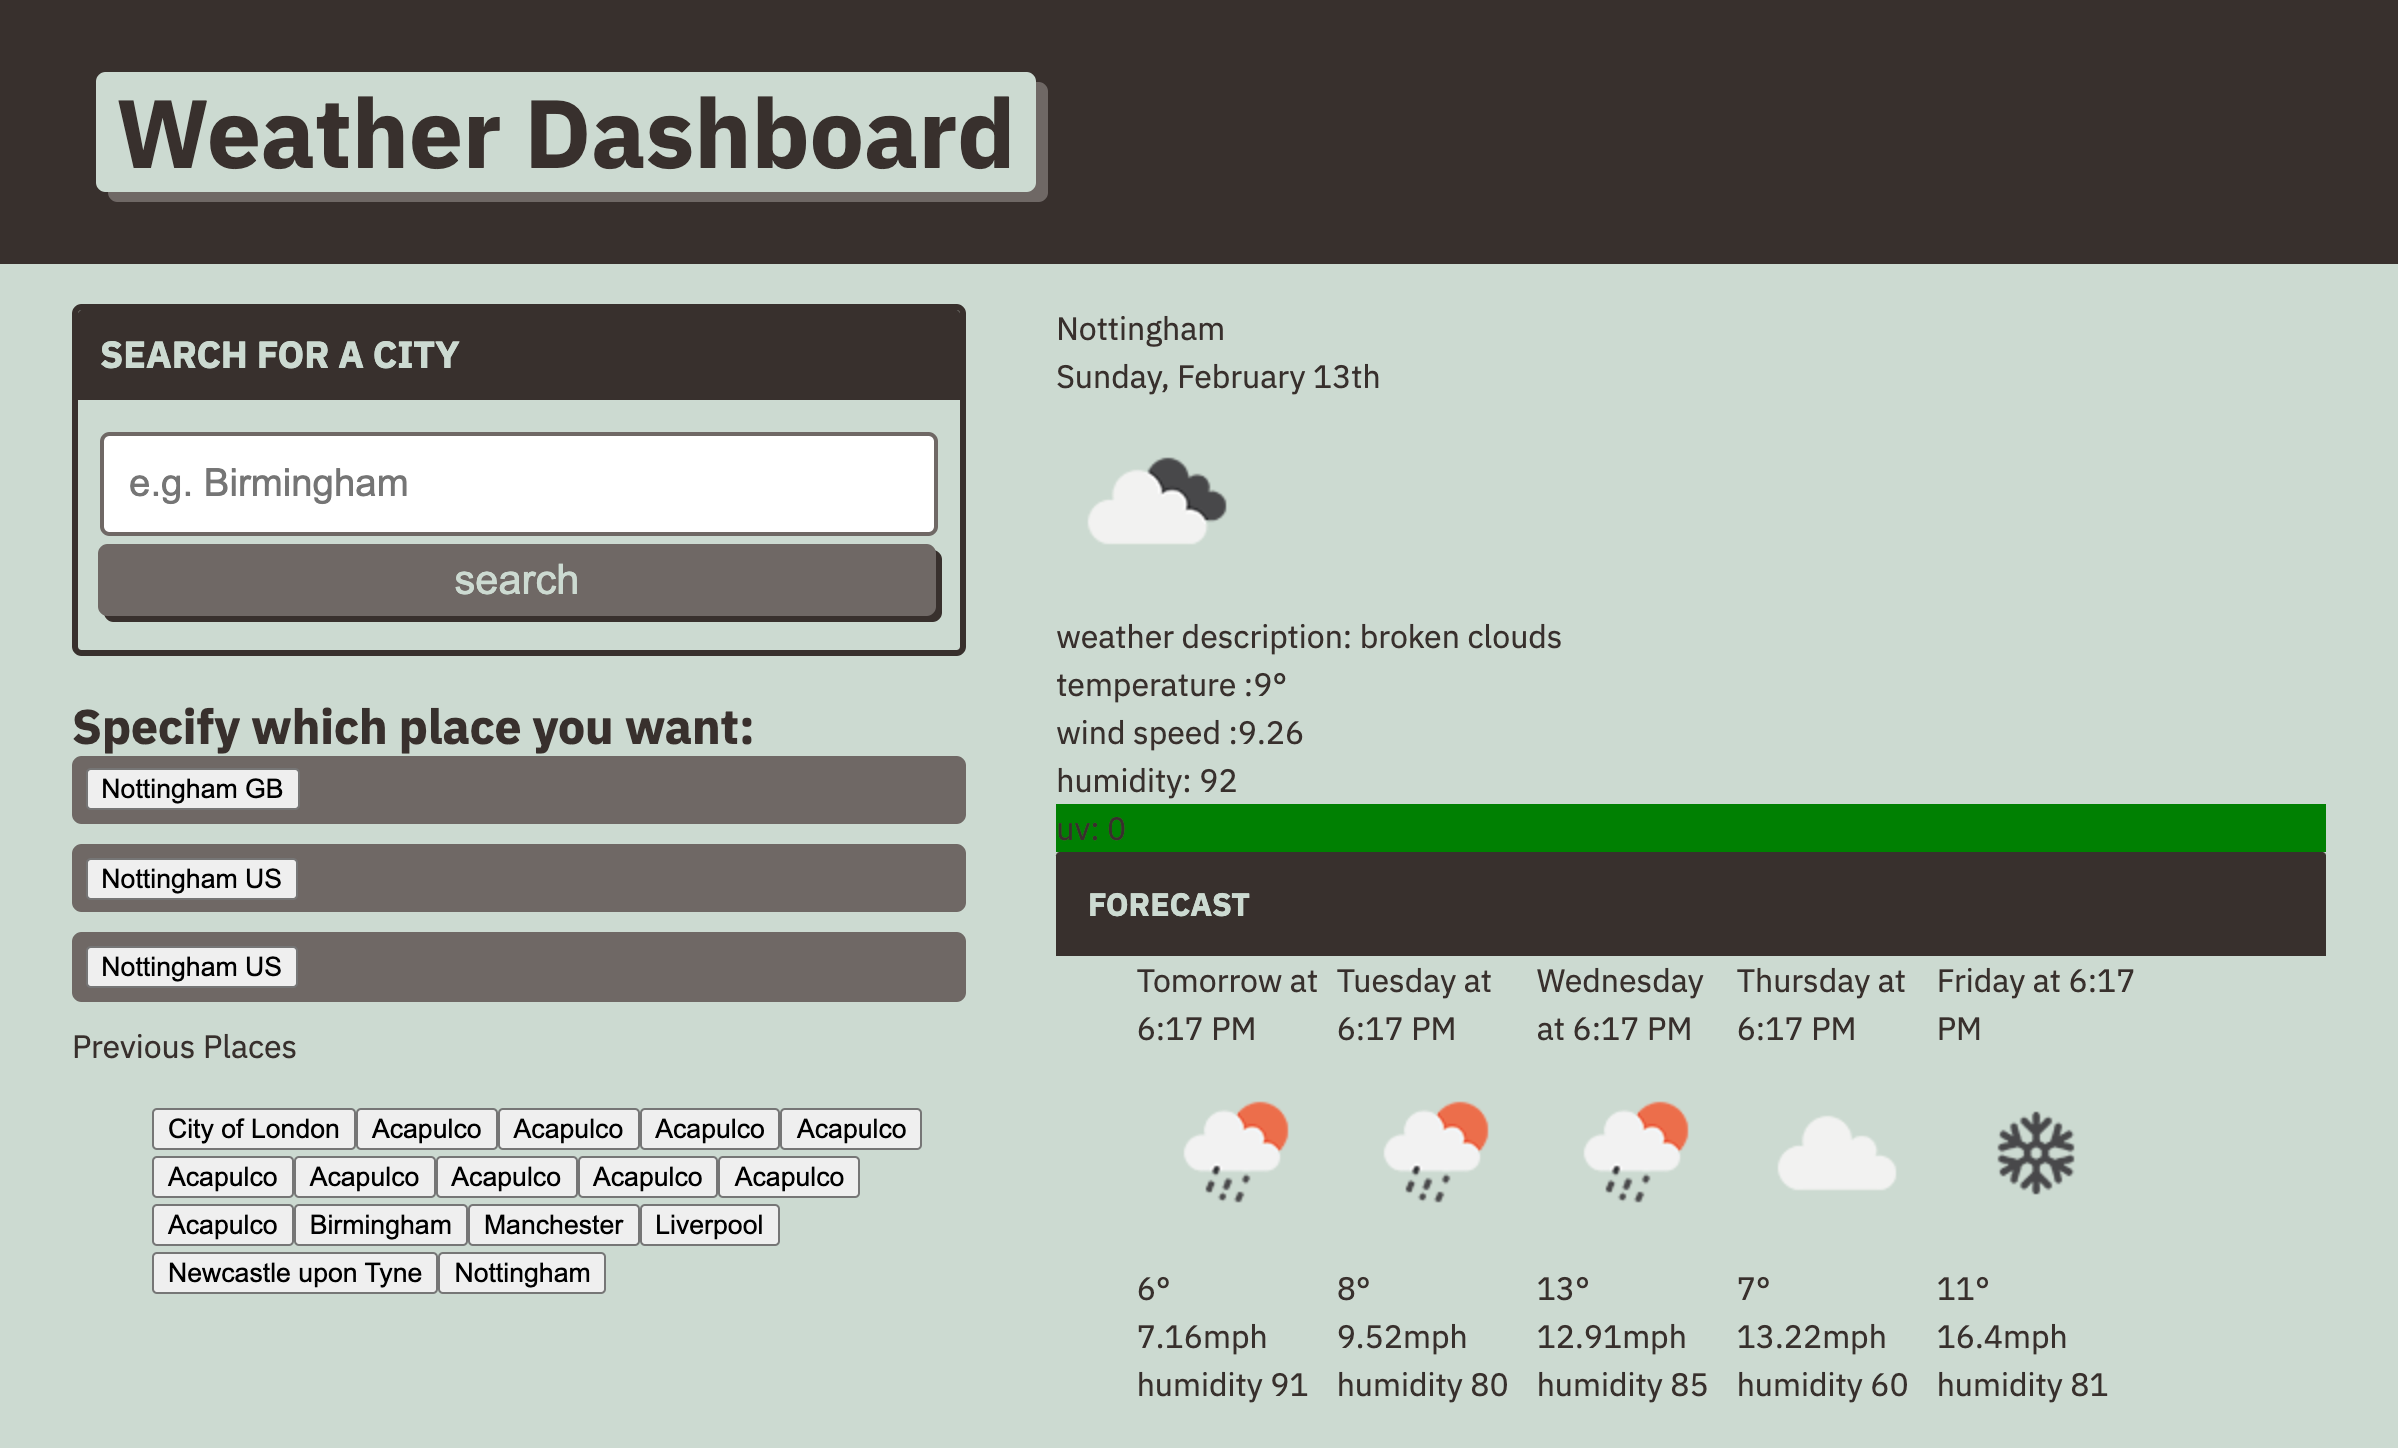 Weather Dashboard
SEARCH FOR A CITY
e.g. Birmingham
search
Specify which place you want:
Nottingham GB
Nottingham US
Nottingham US
Previous Places
City of London Acapulco Acapulco Acapulco Acapulco
Acapulco Acapulco Acapulco Acapulco Acapulco
Acapulco Birmingham Manchester Liverpool
Newcastle upon Tyne Nottingham
Nottingham
Sunday, February 13th
weather description: broken clouds
temperature :9°
wind speed :9.26
humidity: 92
uv: 0
FORECAST
Tomorrow at
6:17 PM
6°
7.16mph
humidity 91
Tuesday at
6:17 PM
8°
9.52mph
humidity 80
Wednesday
at 6:17 PM
13°
12.91mph
humidity 85
Thursday at
6:17 PM
7°
13.22mph
humidity 60
Friday at 6:17
PM
11°
16.4mph
humidity 81